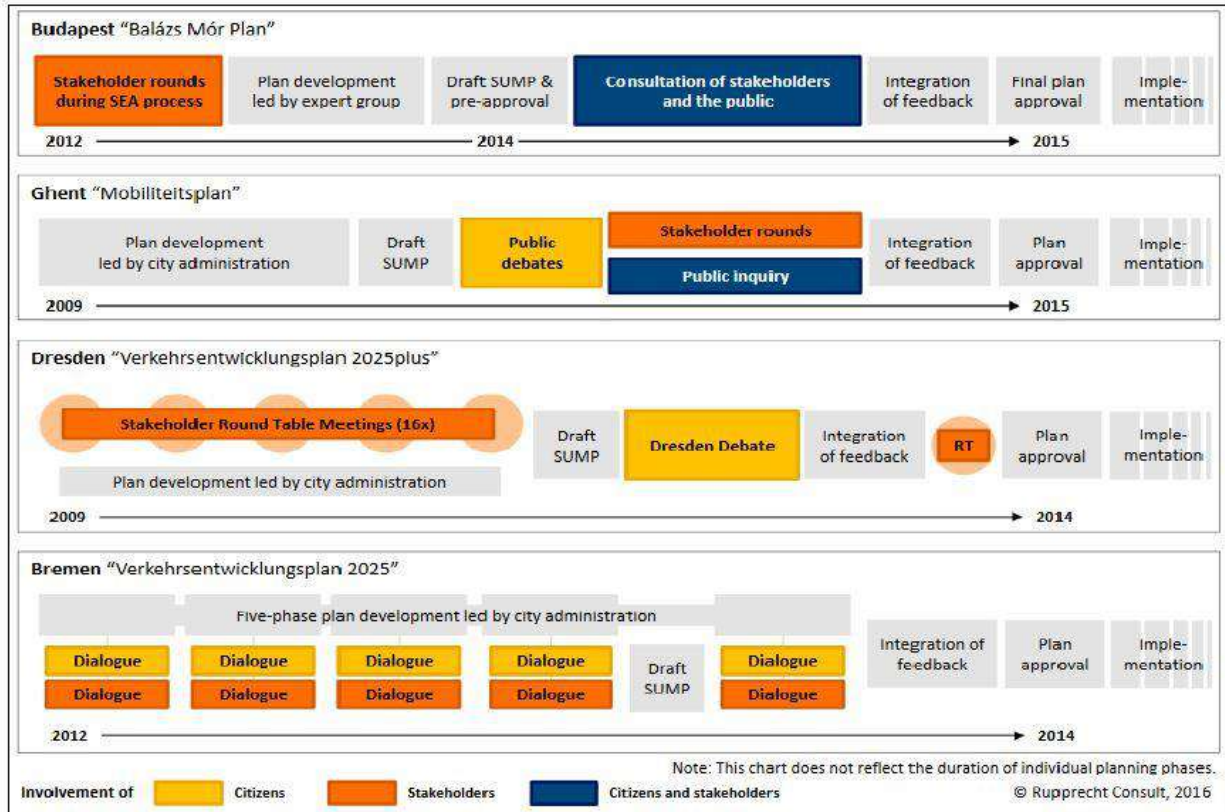 Budapest “Balázs Mór Plan”
Stakeholder rounds
during SEA process
Plan development
led by expert group
Draft SUMP &
pre-approval
Consultation of stakeholders
and the public
Integration
of feedback
Final plan
approval
Imple-
mentation
2012
2014
2015
Ghent “Mobiliteitsplan”
Plan development
led by city administration
Draft
SUMP
Public
debates
Stakeholder rounds
Public inquiry
Integration
of feedback
Plan
approval
Imple-
mentation
2009
2015
Dresden “Verkehrsentwicklungsplan 2025plus”
Stakeholder Round Table Meetings (16x)
Plan development led by city administration
Draft
SUMP
Dresden Debate
Integration
of feedback
RT
Plan
approval
Imple-
mentation
2009
2014
Bremen “Verkehrsentwicklungsplan 2025”
Five-phase plan development led by city administration
Dialogue
Dialogue
Dialogue
Dialogue
Dialogue
Dialogue
Dialogue
Dialogue
Draft
SUMP
Dialogue
Dialogue
Integration of
feedback
Plan
approval
Imple-
mentation
2012
2014
Note: This chart does not reflect the duration of individual planning phases.
Involvement of
Citizens
Stakeholders
Citizens and stakeholders
© Rupprecht Consult, 2016